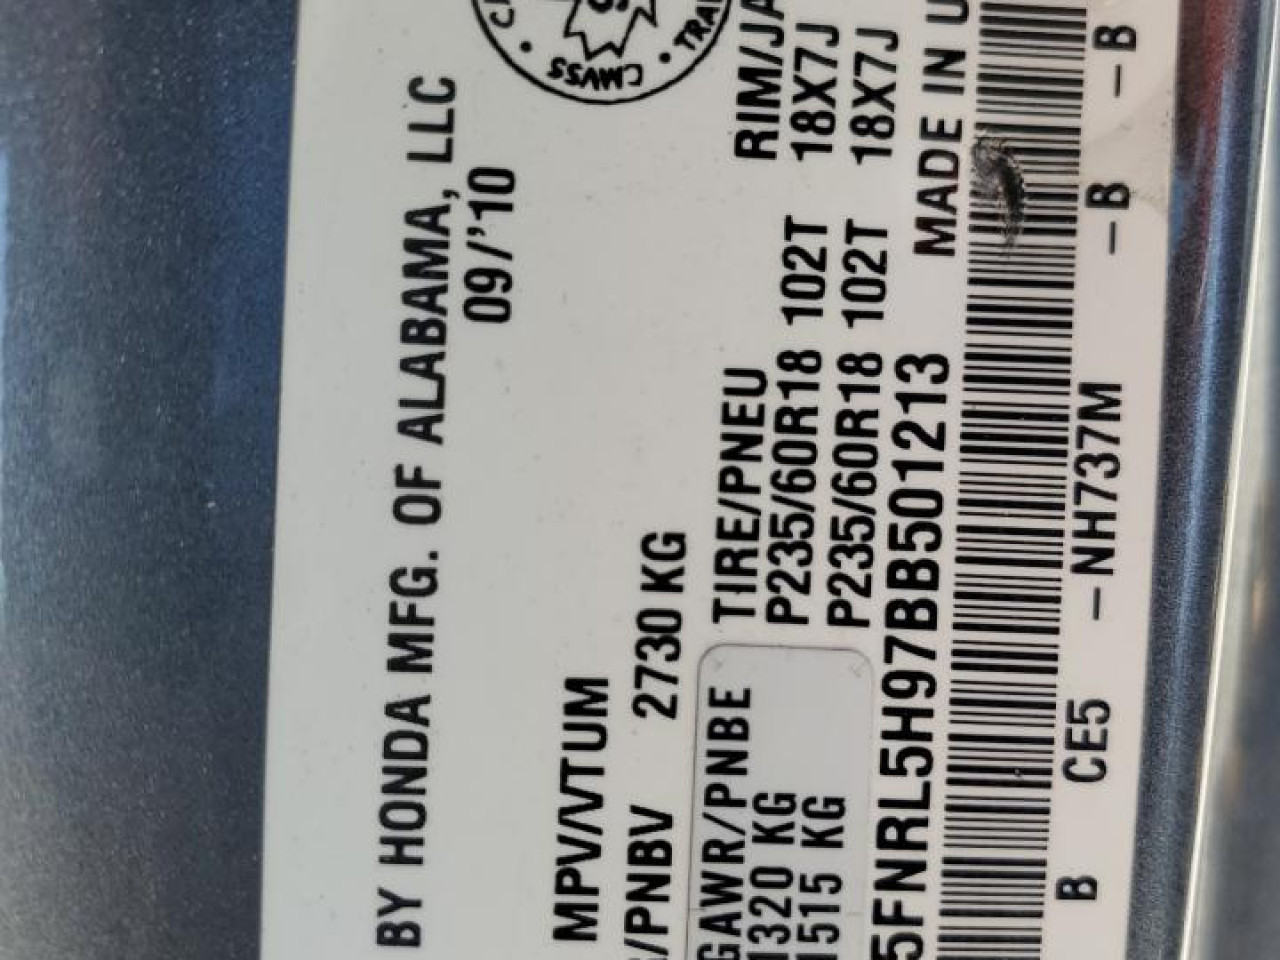 BY HONDA MFG. OF ALABAMA, LLC
09/'10
CMVSS
MPV/VTUM
/PNBV 2730 KG
GAWR/PNBE TIRE/PNEU RIM/JA
1320 KG P235/60R18 102T 18X7J
1515 KG P235/60R18 102T 18X7J
5FNRL5H97BB501213 MADE IN U
B CE5 -NH737M -B -B